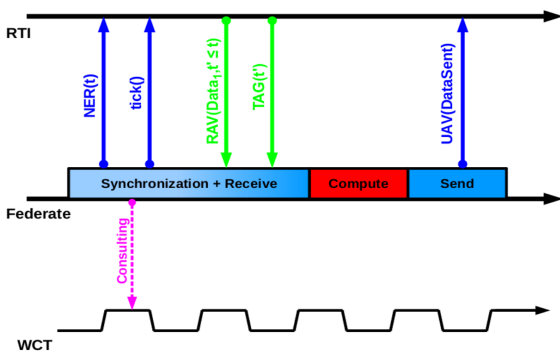 RTI
NER(t)
tick()
RAV(Data1,t' ≤ t)
TAG(t')
UAV(DataSent)
Synchronization + Receive
Compute
Send
Federate
Consulting
WCT